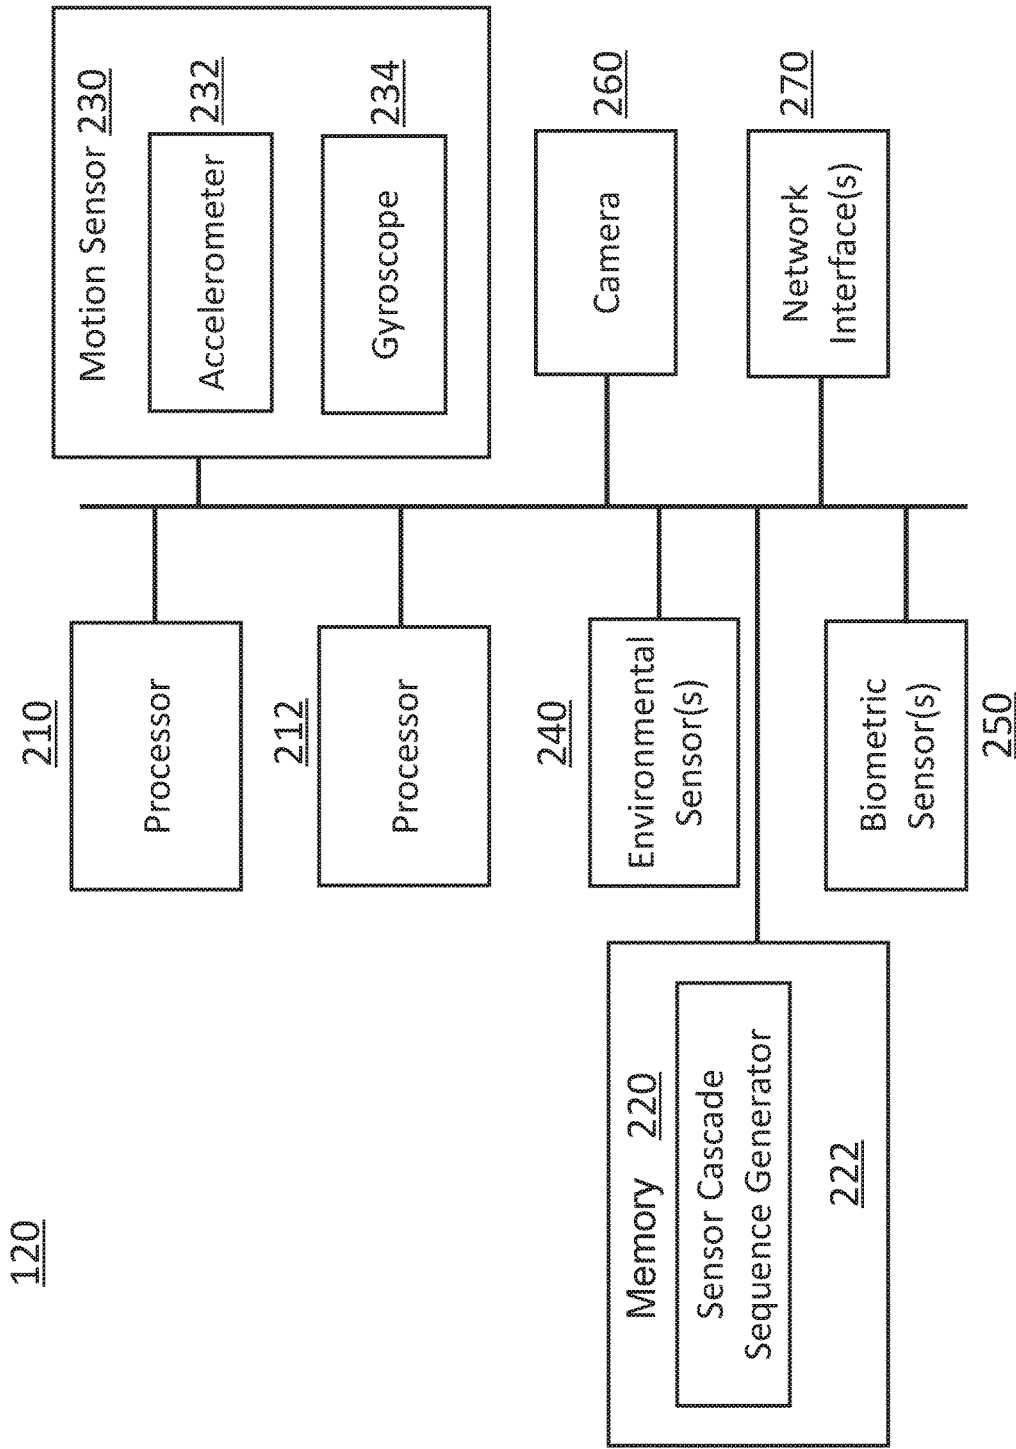 120
210
Processor
212
Processor
240
Environmental
Sensor(s)
Biometric
Sensor(s)
250
Memory 220
Sensor Cascade
Sequence Generator
222
Motion Sensor 230
232
Accelerometer
234
Gyroscope
260
Camera
270
Network
Interface(s)